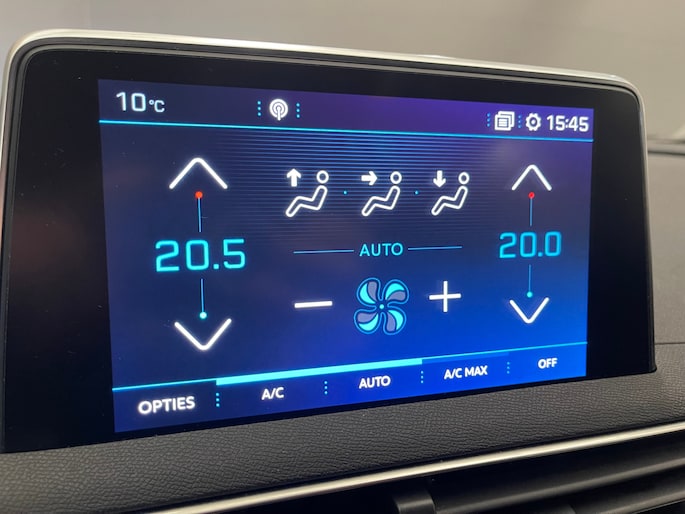 10°C 15:45
20.5 20.0
AUTO
OPTIES A/C AUTO A/C MAX OFF